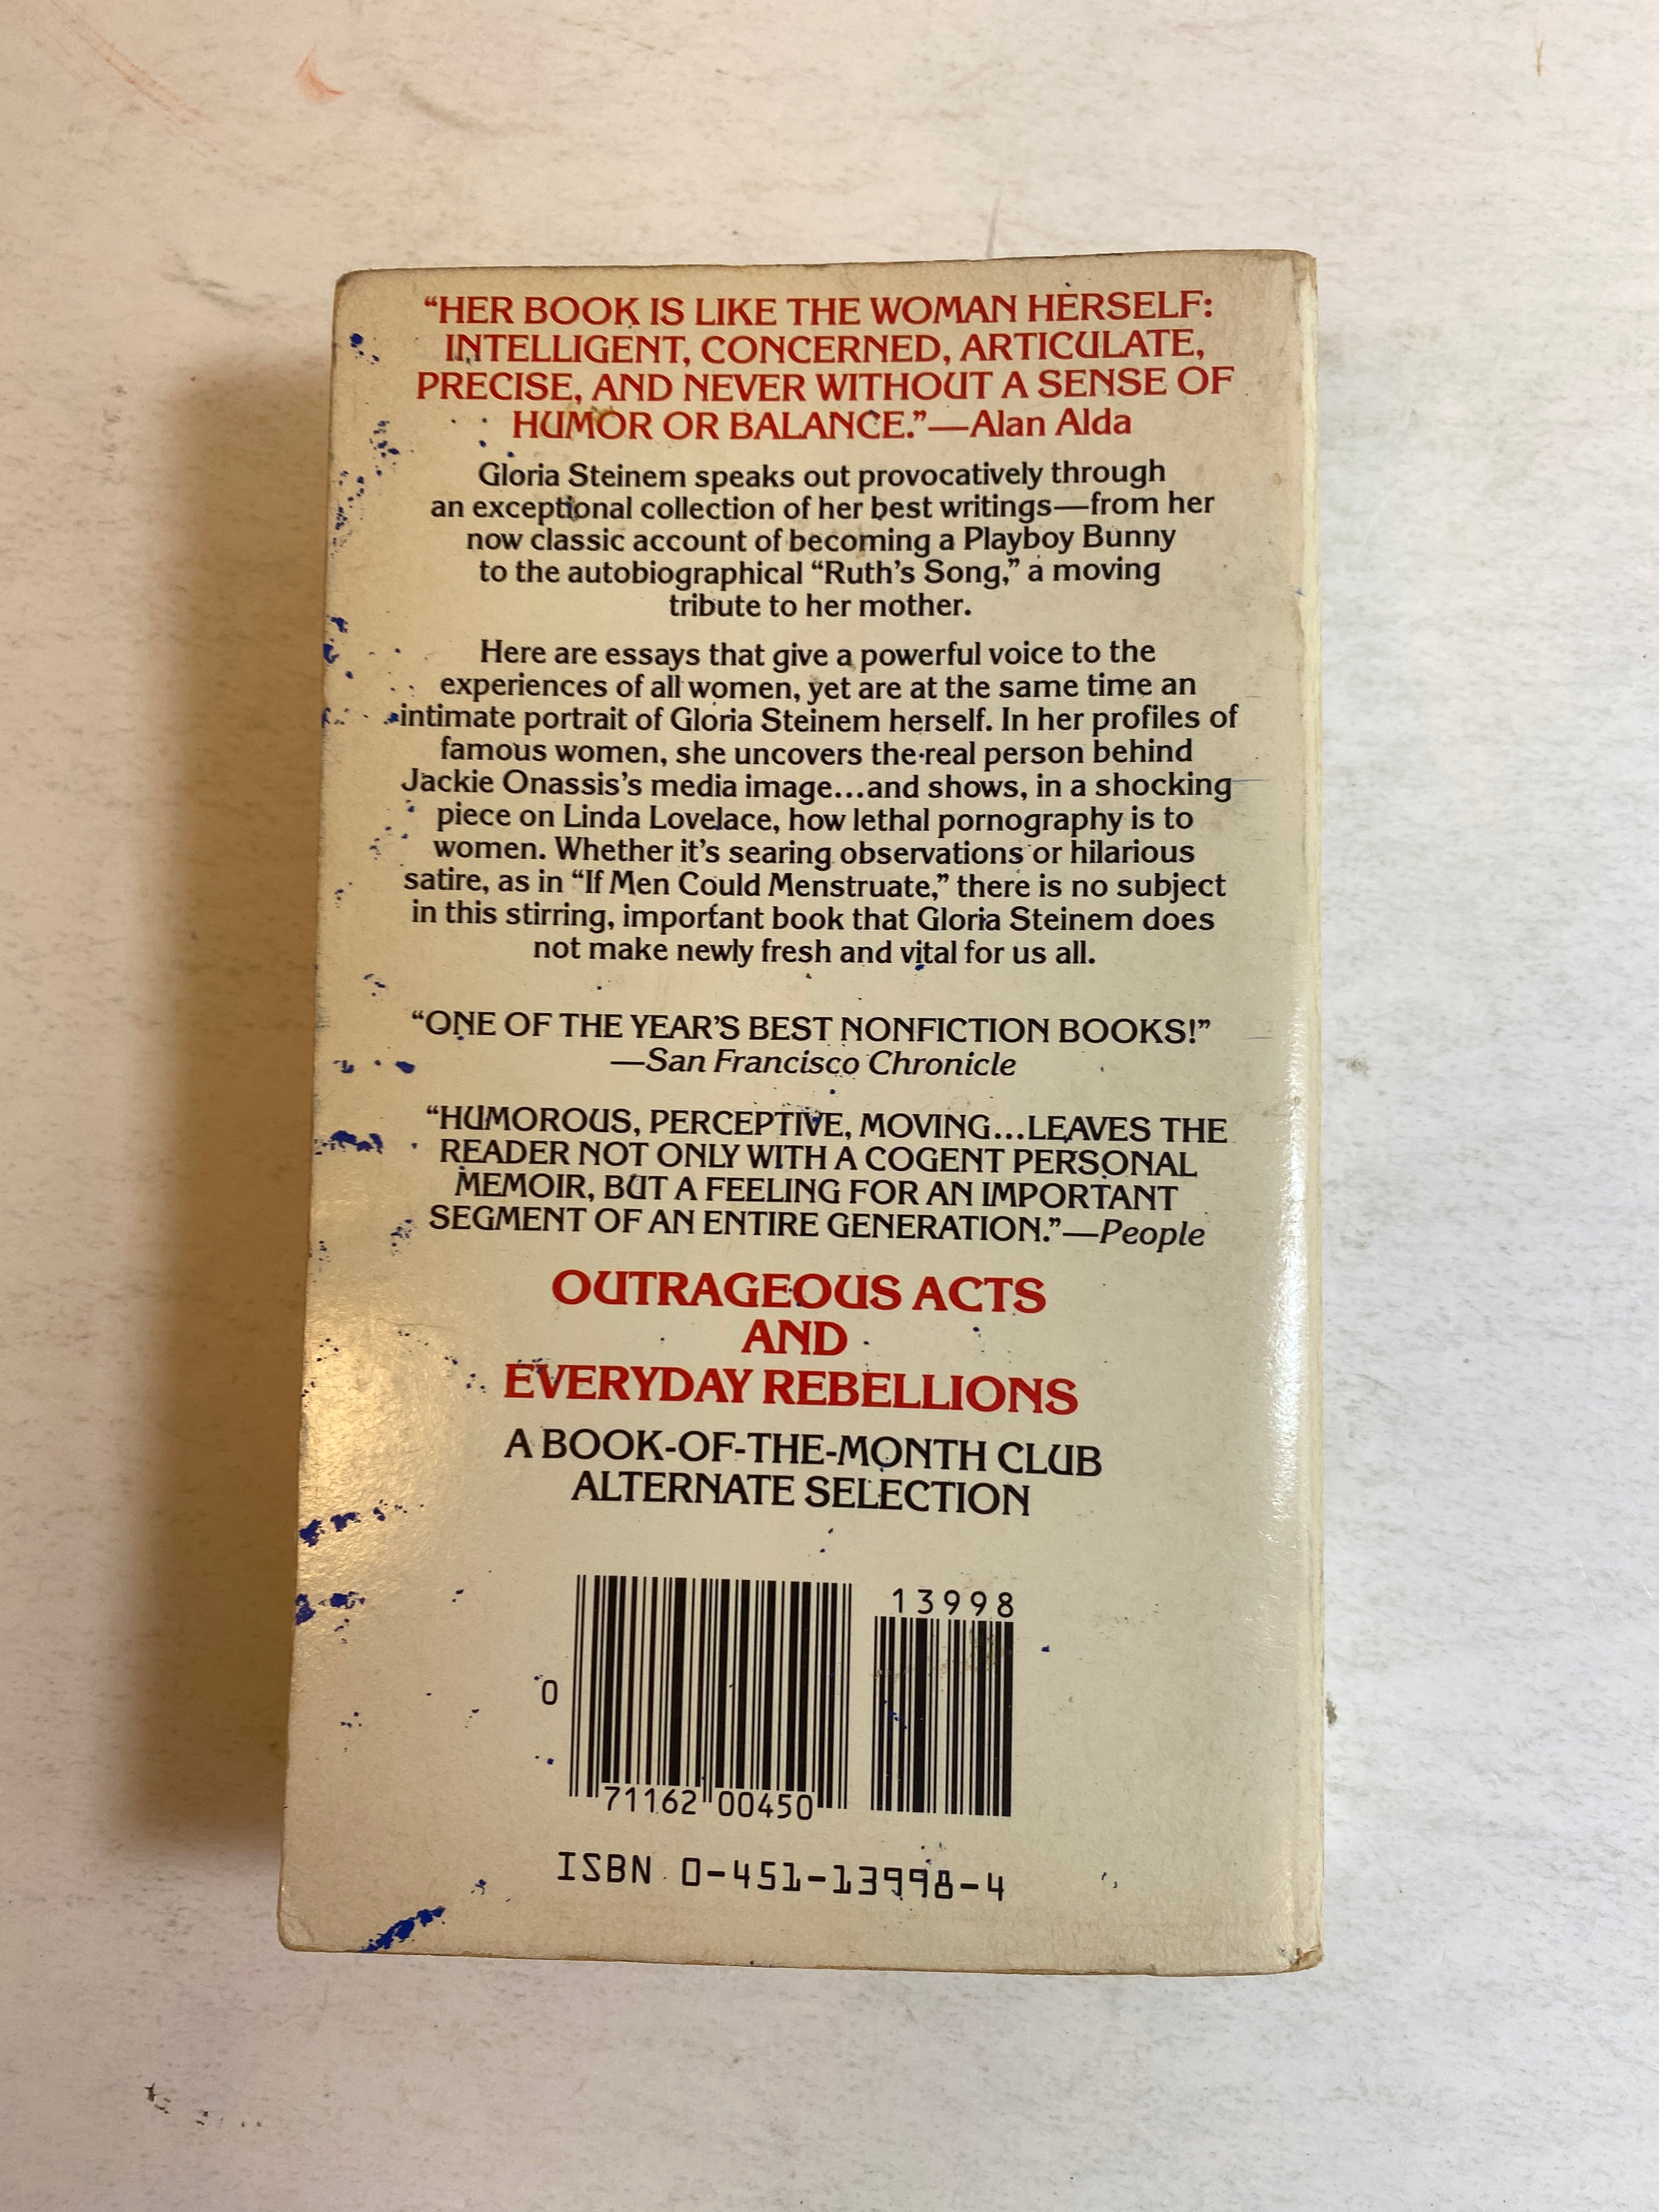 “HER BOOK IS LIKE THE WOMAN HERSELF:
INTELLIGENT, CONCERNED, ARTICULATE,
PRECISE, AND NEVER WITHOUT A SENSE OF
HUMOR OR BALANCE.”—Alan Alda
Gloria Steinem speaks out provocatively through
an exceptional collection of her best writings—from her
now classic account of becoming a Playboy Bunny
to the autobiographical “Ruth’s Song,” a moving
tribute to her mother.
Here are essays that give a powerful voice to the
experiences of all women, yet are at the same time an
intimate portrait of Gloria Steinem herself. In her profiles of
famous women, she uncovers the real person behind
Jackie Onassis’s media image...and shows, in a shocking
piece on Linda Lovelace, how lethal pornography is to
women. Whether it’s searing observations or hilarious
satire, as in “If Men Could Menstruate,” there is no subject
in this stirring, important book that Gloria Steinem does
not make newly fresh and vital for us all.
“ONE OF THE YEAR’S BEST NONFICTION BOOKS!”
—San Francisco Chronicle
“HUMOROUS, PERCEPTIVE, MOVING...LEAVES THE
READER NOT ONLY WITH A COGENT PERSONAL
MEMOIR, BUT A FEELING FOR AN IMPORTANT
SEGMENT OF AN ENTIRE GENERATION.”—People
OUTRAGEOUS ACTS
AND
EVERYDAY REBELLIONS
A BOOK-OF-THE-MONTH CLUB
ALTERNATE SELECTION
13998
0
71162 00450
ISBN 0-451-13998-4